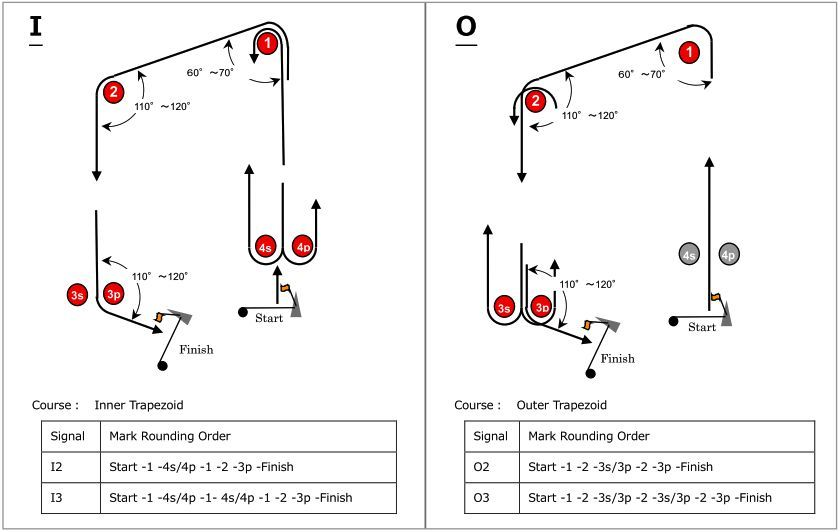 I
1
60° ~70°
2
110° ~120°
4s
4p
110° ~120°
3s
3p
Start
Finish
Course : Inner Trapezoid
Signal Mark Rounding Order
I2 Start -1 -4s/4p -1 -2 -3p -Finish
I3 Start -1 -4s/4p -1- 4s/4p -1 -2 -3p -Finish
O
1
60° ~70°
2
110° ~120°
4s
4p
110° ~120°
3s
3p
Start
Finish
Course : Outer Trapezoid
Signal Mark Rounding Order
O2 Start -1 -2 -3s/3p -2 -3p -Finish
O3 Start -1 -2 -3s/3p -2 -3s/3p -2 -3p -Finish